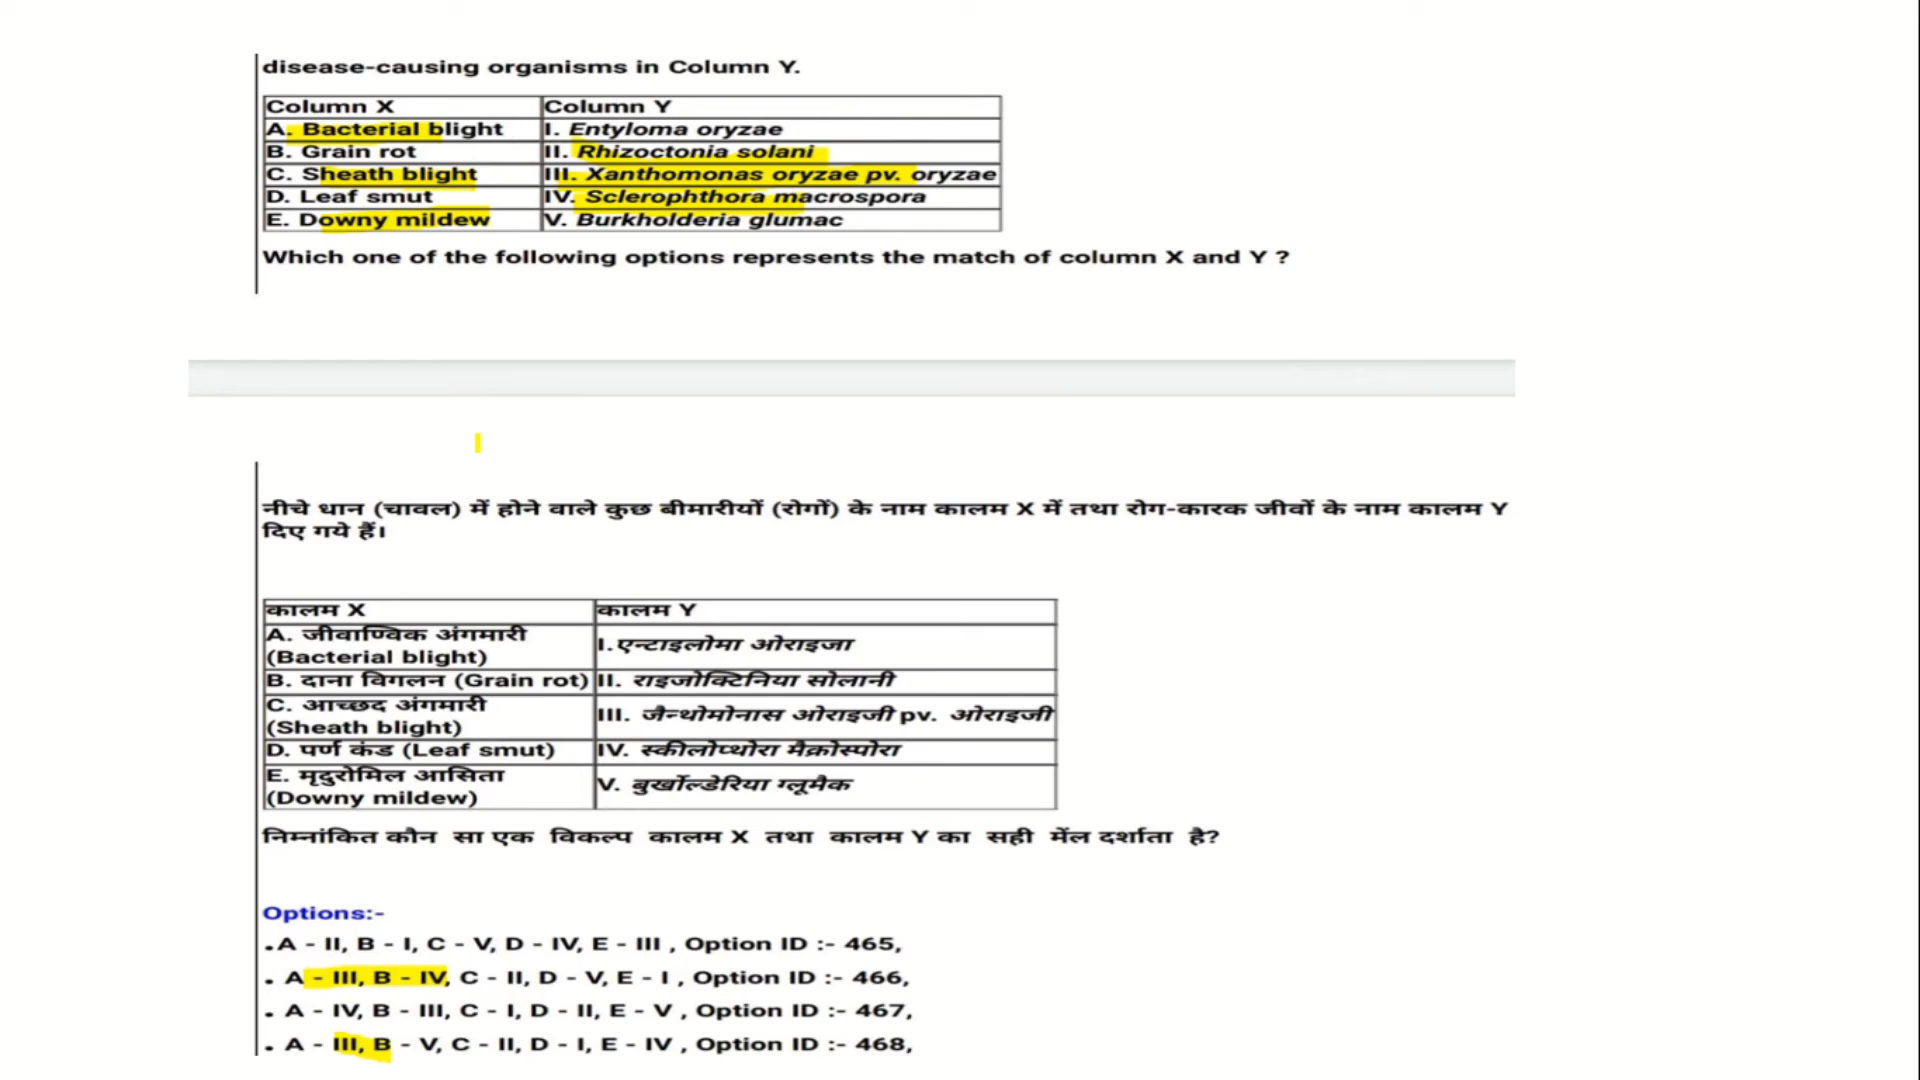 disease-causing organisms in Column Y.
Column X Column Y
A. Bacterial blight I. Entyloma oryzae
B. Grain rot II. Rhizoctonia solani
C. Sheath blight III. Xanthomonas oryzae pv. oryzae
D. Leaf smut IV. Sclerophthora macrospora
E. Downy mildew V. Burkholderia glumac
Which one of the following options represents the match of column X and Y ?
नीचे धान (चावल) में होने वाले कुछ बीमारीयों (रोगों) के नाम कालम X में तथा रोग-कारक जीवों के नाम कालम Y
दिए गये हैं।
कालम X कालम Y
A. जीवाण्विक अंगमारी
(Bacterial blight) I.एन्टाइलोमा ओराइजा
B. दाना विगलन (Grain rot) II. राइजोक्टिनिया सोलानी
C. आच्छद अंगमारी
(Sheath blight) III. जैन्थोमोनास ओराइजी pv. ओराइजी
D. पर्ण कंड (Leaf smut) IV. स्कीलोप्थोरा मैक्रोस्पोरा
E. मृदुरोमिल आसिता
(Downy mildew) V. बुर्खोल्डेरिया ग्लूमैक
निम्नांकित कौन सा एक विकल्प कालम X तथा कालम Y का सही मेंल दर्शाता है?
Options:-
.A - II, B - I, C - V, D - IV, E - III , Option ID :- 465,
. A - III, B - IV, C - II, D - V, E - I , Option ID :- 466,
. A - IV, B - III, C - I, D - II, E - V , Option ID :- 467,
. A - III, B - V, C - II, D - I, E - IV , Option ID :- 468,